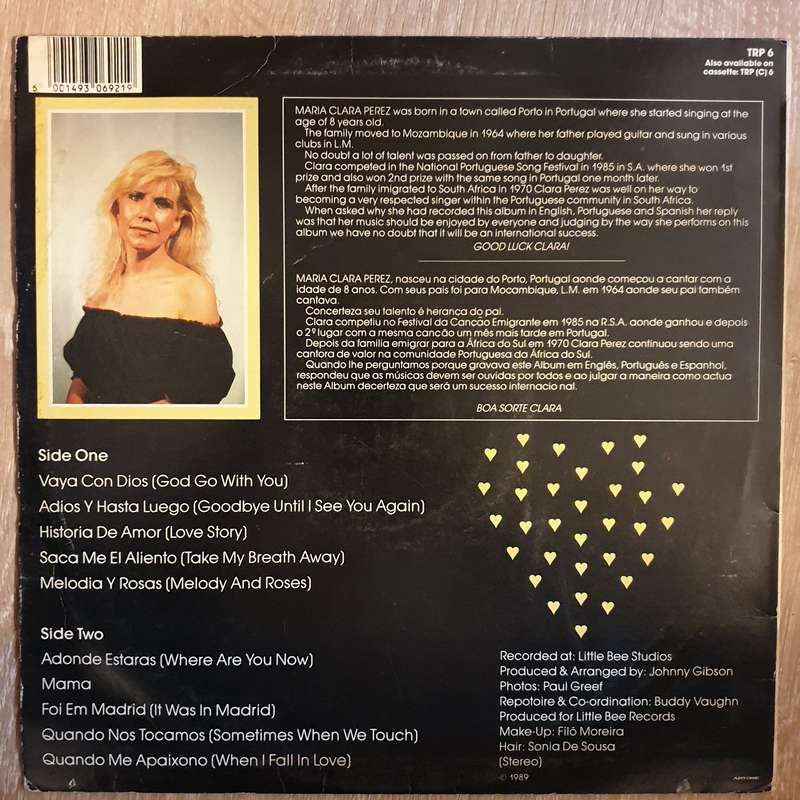 TRP 6
Also available on
cassette: TRP (C) 6
6 001493 069219
MARIA CLARA PEREZ was born in a town called Porto in Portugal where she started singing at the
age of 8 years old.
The family moved to Mozambique in 1964 where her father played guitar and sung in various
clubs in L.M.
No doubt a lot of talent was passed on from father to daughter.
Clara competed in the National Portuguese Song Festival in 1985 in S.A. where she won 1st
prize and also won 2nd prize with the same song in Portugal one month later.
After the family imigrated to South Africa in 1970 Clara Perez was well on her way to
becoming a very respected singer within the Portuguese community in South Africa.
When asked why she had recorded this album in English, Portuguese and Spanish her reply
was that her music should be enjoyed by everyone and judging by the way she performs on this
album we have no doubt that it will be an international success.
GOOD LUCK CLARA!
MARIA CLARA PEREZ, nasceu na cidade do Porto, Portugal aonde começou a cantar com a
idade de 8 anos. Com seus pais foi para Mocambique, L.M. em 1964 aonde seu pai também
cantava.
Concerteza seu talento é herança do pai.
Clara competiu no Festival da Canção Emigrante em 1985 na R.S.A. aonde ganhou e depois
o 2º lugar com a mesma canção um mês mais tarde em Portugal.
Depois da familia emigrar para a África do Sul em 1970 Clara Perez continuou sendo uma
cantora de valor na comunidade Portuguesa da África do Sul.
Quando lhe perguntamos porque gravava este Album em Englês, Português e Espanhol,
respondeu que as músicas devem ser ouvidas por todos e ao julgar a maneira como actua
neste Album decerteza que será um sucesso internacio nal.
BOA SORTE CLARA
Side One
Vaya Con Dios (God Go With You)
Adios Y Hasta Luego (Goodbye Until I See You Again)
Historia De Amor (Love Story)
Saca Me El Aliento (Take My Breath Away)
Melodia Y Rosas (Melody And Roses)
Side Two
Adonde Estaras (Where Are You Now)
Mama
Foi Em Madrid (It Was In Madrid)
Quando Nos Tocamos (Sometimes When We Touch)
Quando Me Apaixono (When I Fall In Love)
Recorded at: Little Bee Studios
Produced & Arranged by: Johnny Gibson
Photos: Paul Greef
Repotoire & Co-ordination: Buddy Vaughn
Produced for Little Bee Records
Make-Up: Filò Moreira
Hair: Sonia De Sousa
(Stereo)
© 1989